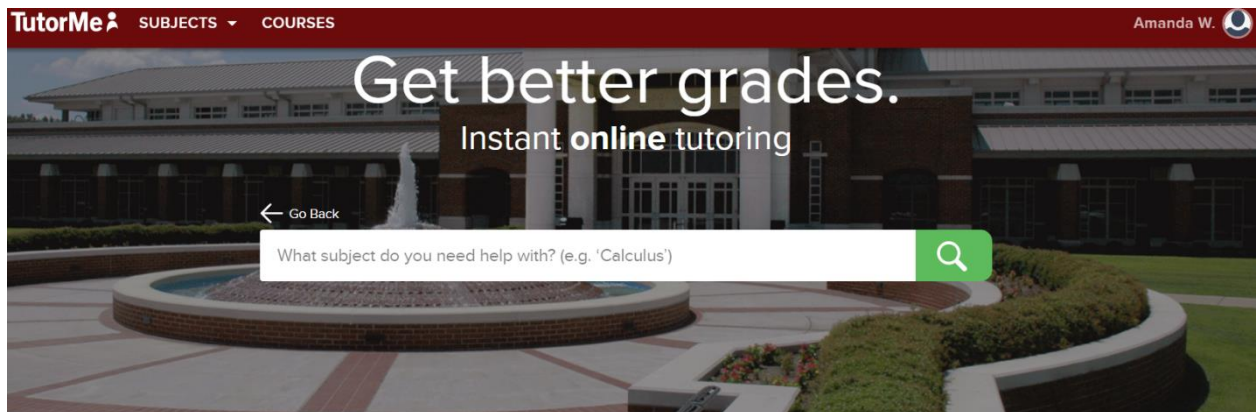 TutorMe SUBJECTS COURSES Amanda W.
Get better grades.
Instant online tutoring
Go Back
What subject do you need help with? (e.g. 'Calculus')